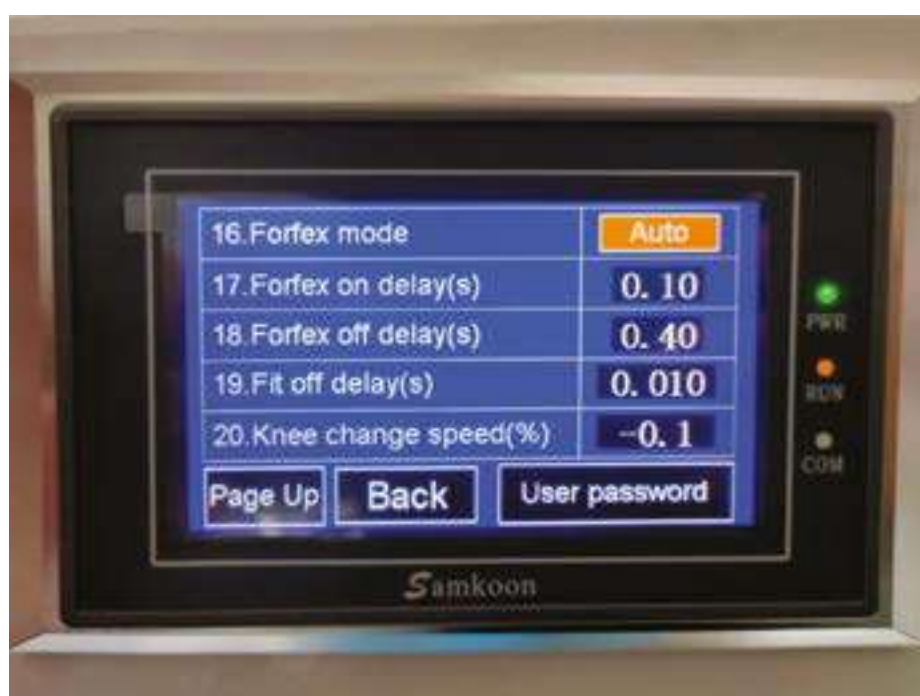 16.Forfex mode Auto
17.Forfex on delay(s) 0.10
18.Forfex off delay(s) 0.40
19.Fit off delay(s) 0.010
20.Knee change speed(%) -0.1
Page Up Back User password
PWR
RUN
COM
Samkoon